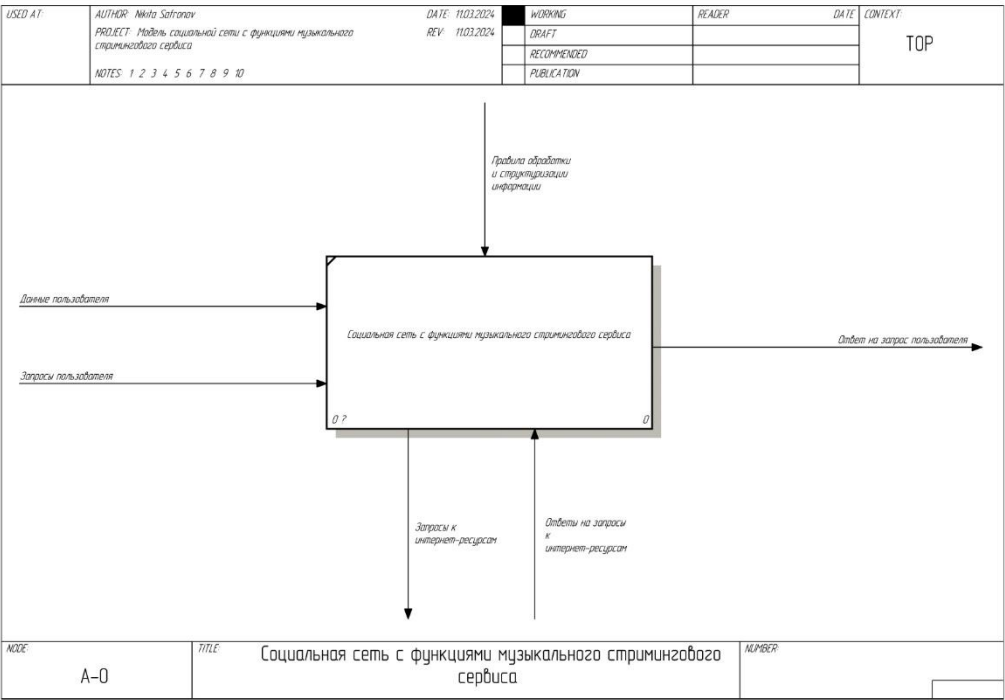 USED AT:
AUTHOR: Nikita Safronov
DATE: 11.03.2024
PROJECT: Модель социальной сети с функциями музыкального
стримингового сервиса
REV: 11.03.2024
NOTES: 1 2 3 4 5 6 7 8 9 10
WORKING
DRAFT
RECOMMENDED
PUBLICATION
READER
DATE
CONTEXT:
TOP
Правила обработки
и структуризации
информации
Данные пользователя
Запросы пользователя
Социальная сеть с функциями музыкального стримингового сервиса
0 ?
0
Ответ на запрос пользователя
Запросы к
интернет-ресурсам
Ответы на запросы
к
интернет-ресурсам
NODE:
A-0
TITLE:
Социальная сеть с функциями музыкального стримингового
сервиса
NUMBER: